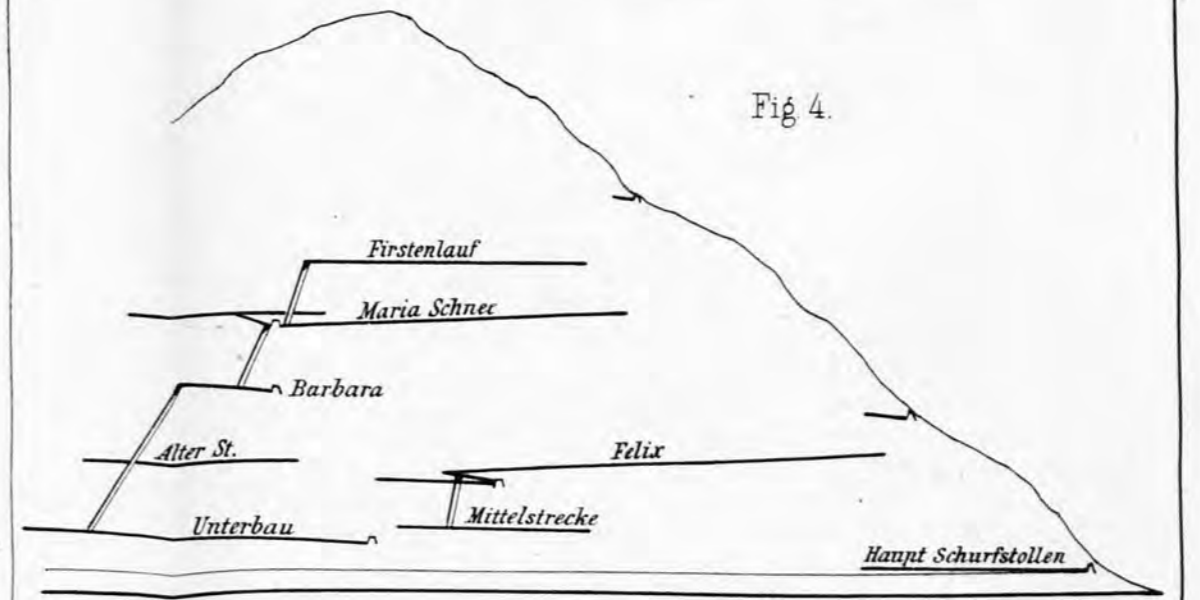 Fig. 4.
Firstenlauf
Maria Schnee
Barbara
Alter St.
Felix
Unterbau
Mittelstrecke
Haupt Schurfstollen